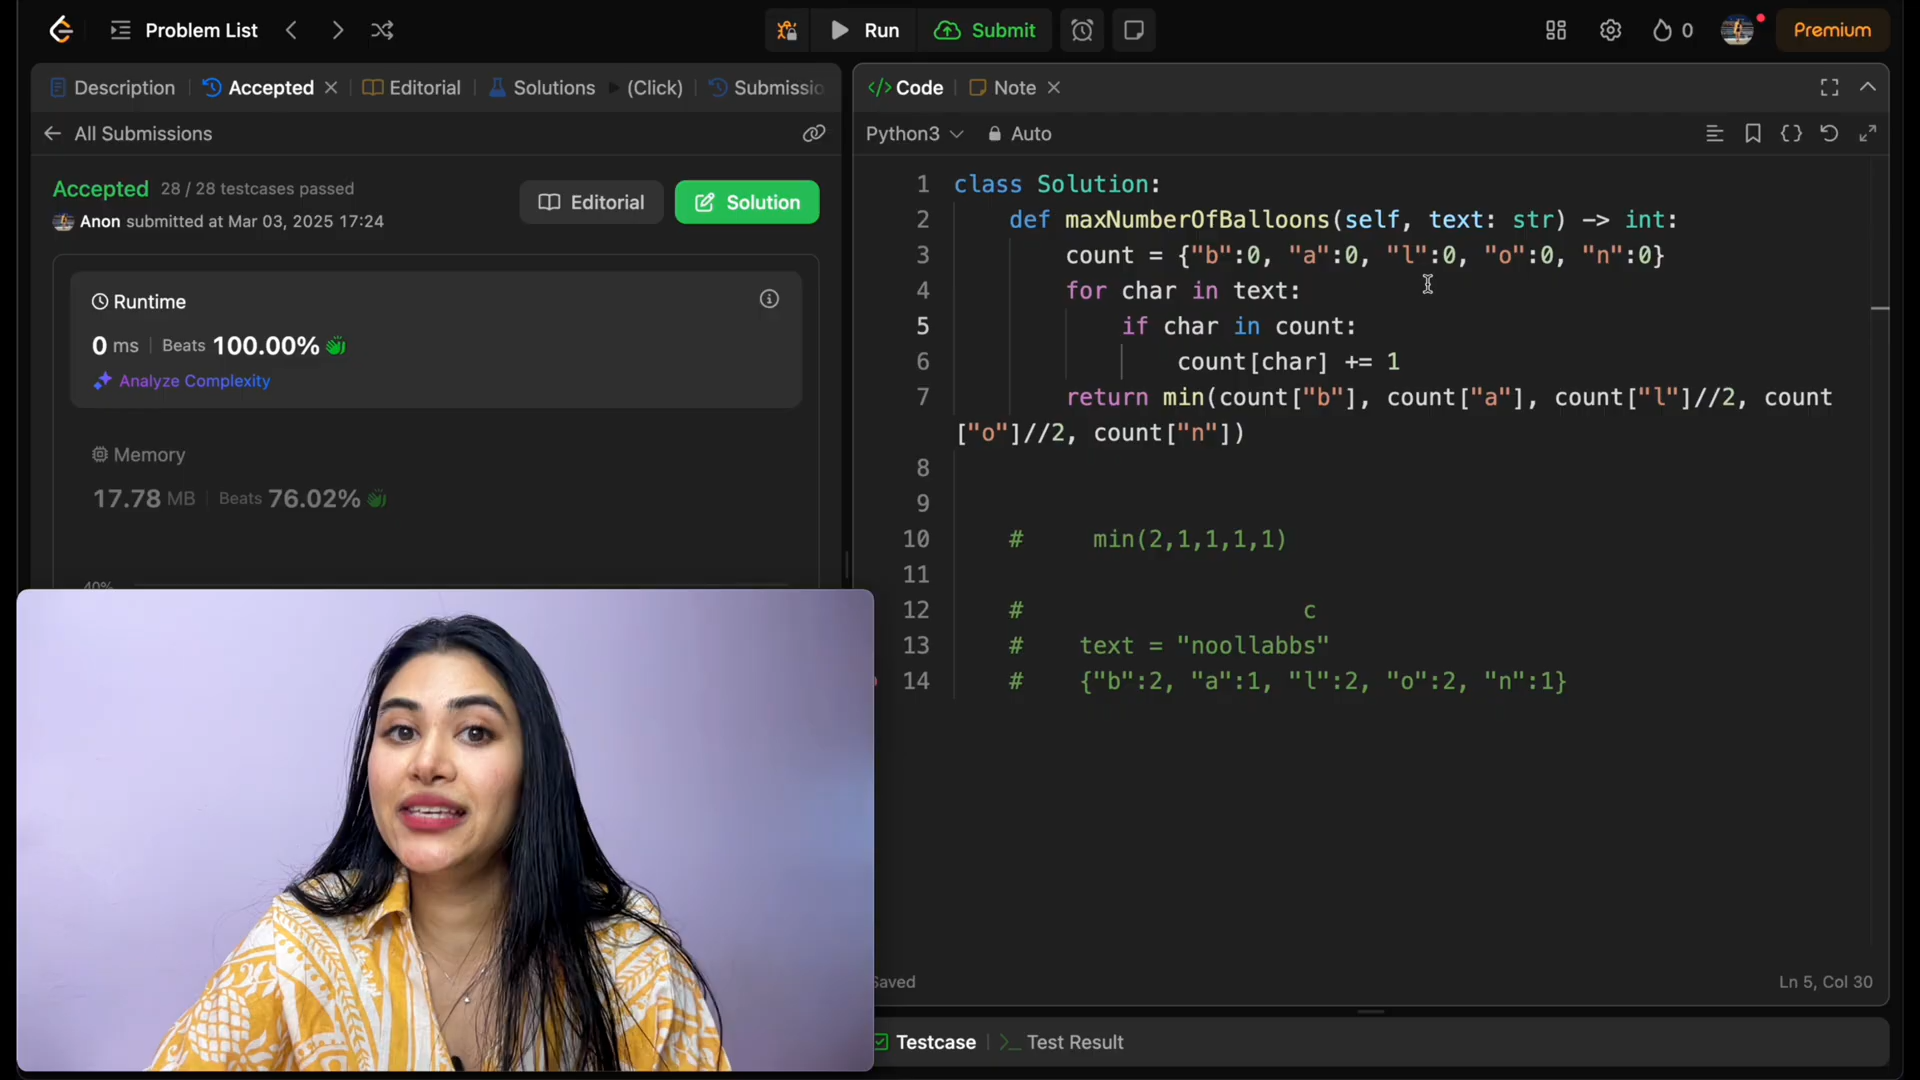 Problem List
Run
Submit
0
Premium
Description
Accepted
Editorial
Solutions
(Click)
Submissio
All Submissions
Accepted 28 / 28 testcases passed
Anon submitted at Mar 03, 2025 17:24
Editorial
Solution
Runtime
0 ms | Beats 100.00%
Analyze Complexity
Memory
17.78 MB | Beats 76.02%
40%
</> Code
Note
Python3
Auto
1 class Solution:
2 def maxNumberOfBalloons(self, text: str) -> int:
3 count = {"b":0, "a":0, "l":0, "o":0, "n":0}
4 for char in text:
5 if char in count:
6 count[char] += 1
7 return min(count["b"], count["a"], count["l"]//2, count
["o"]//2, count["n"])
8
9
10 # min(2,1,1,1,1)
11
12 # c
13 # text = "noollabbs"
14 # {"b":2, "a":1, "l":2, "o":2, "n":1}
Saved
Ln 5, Col 30
Testcase
>_ Test Result